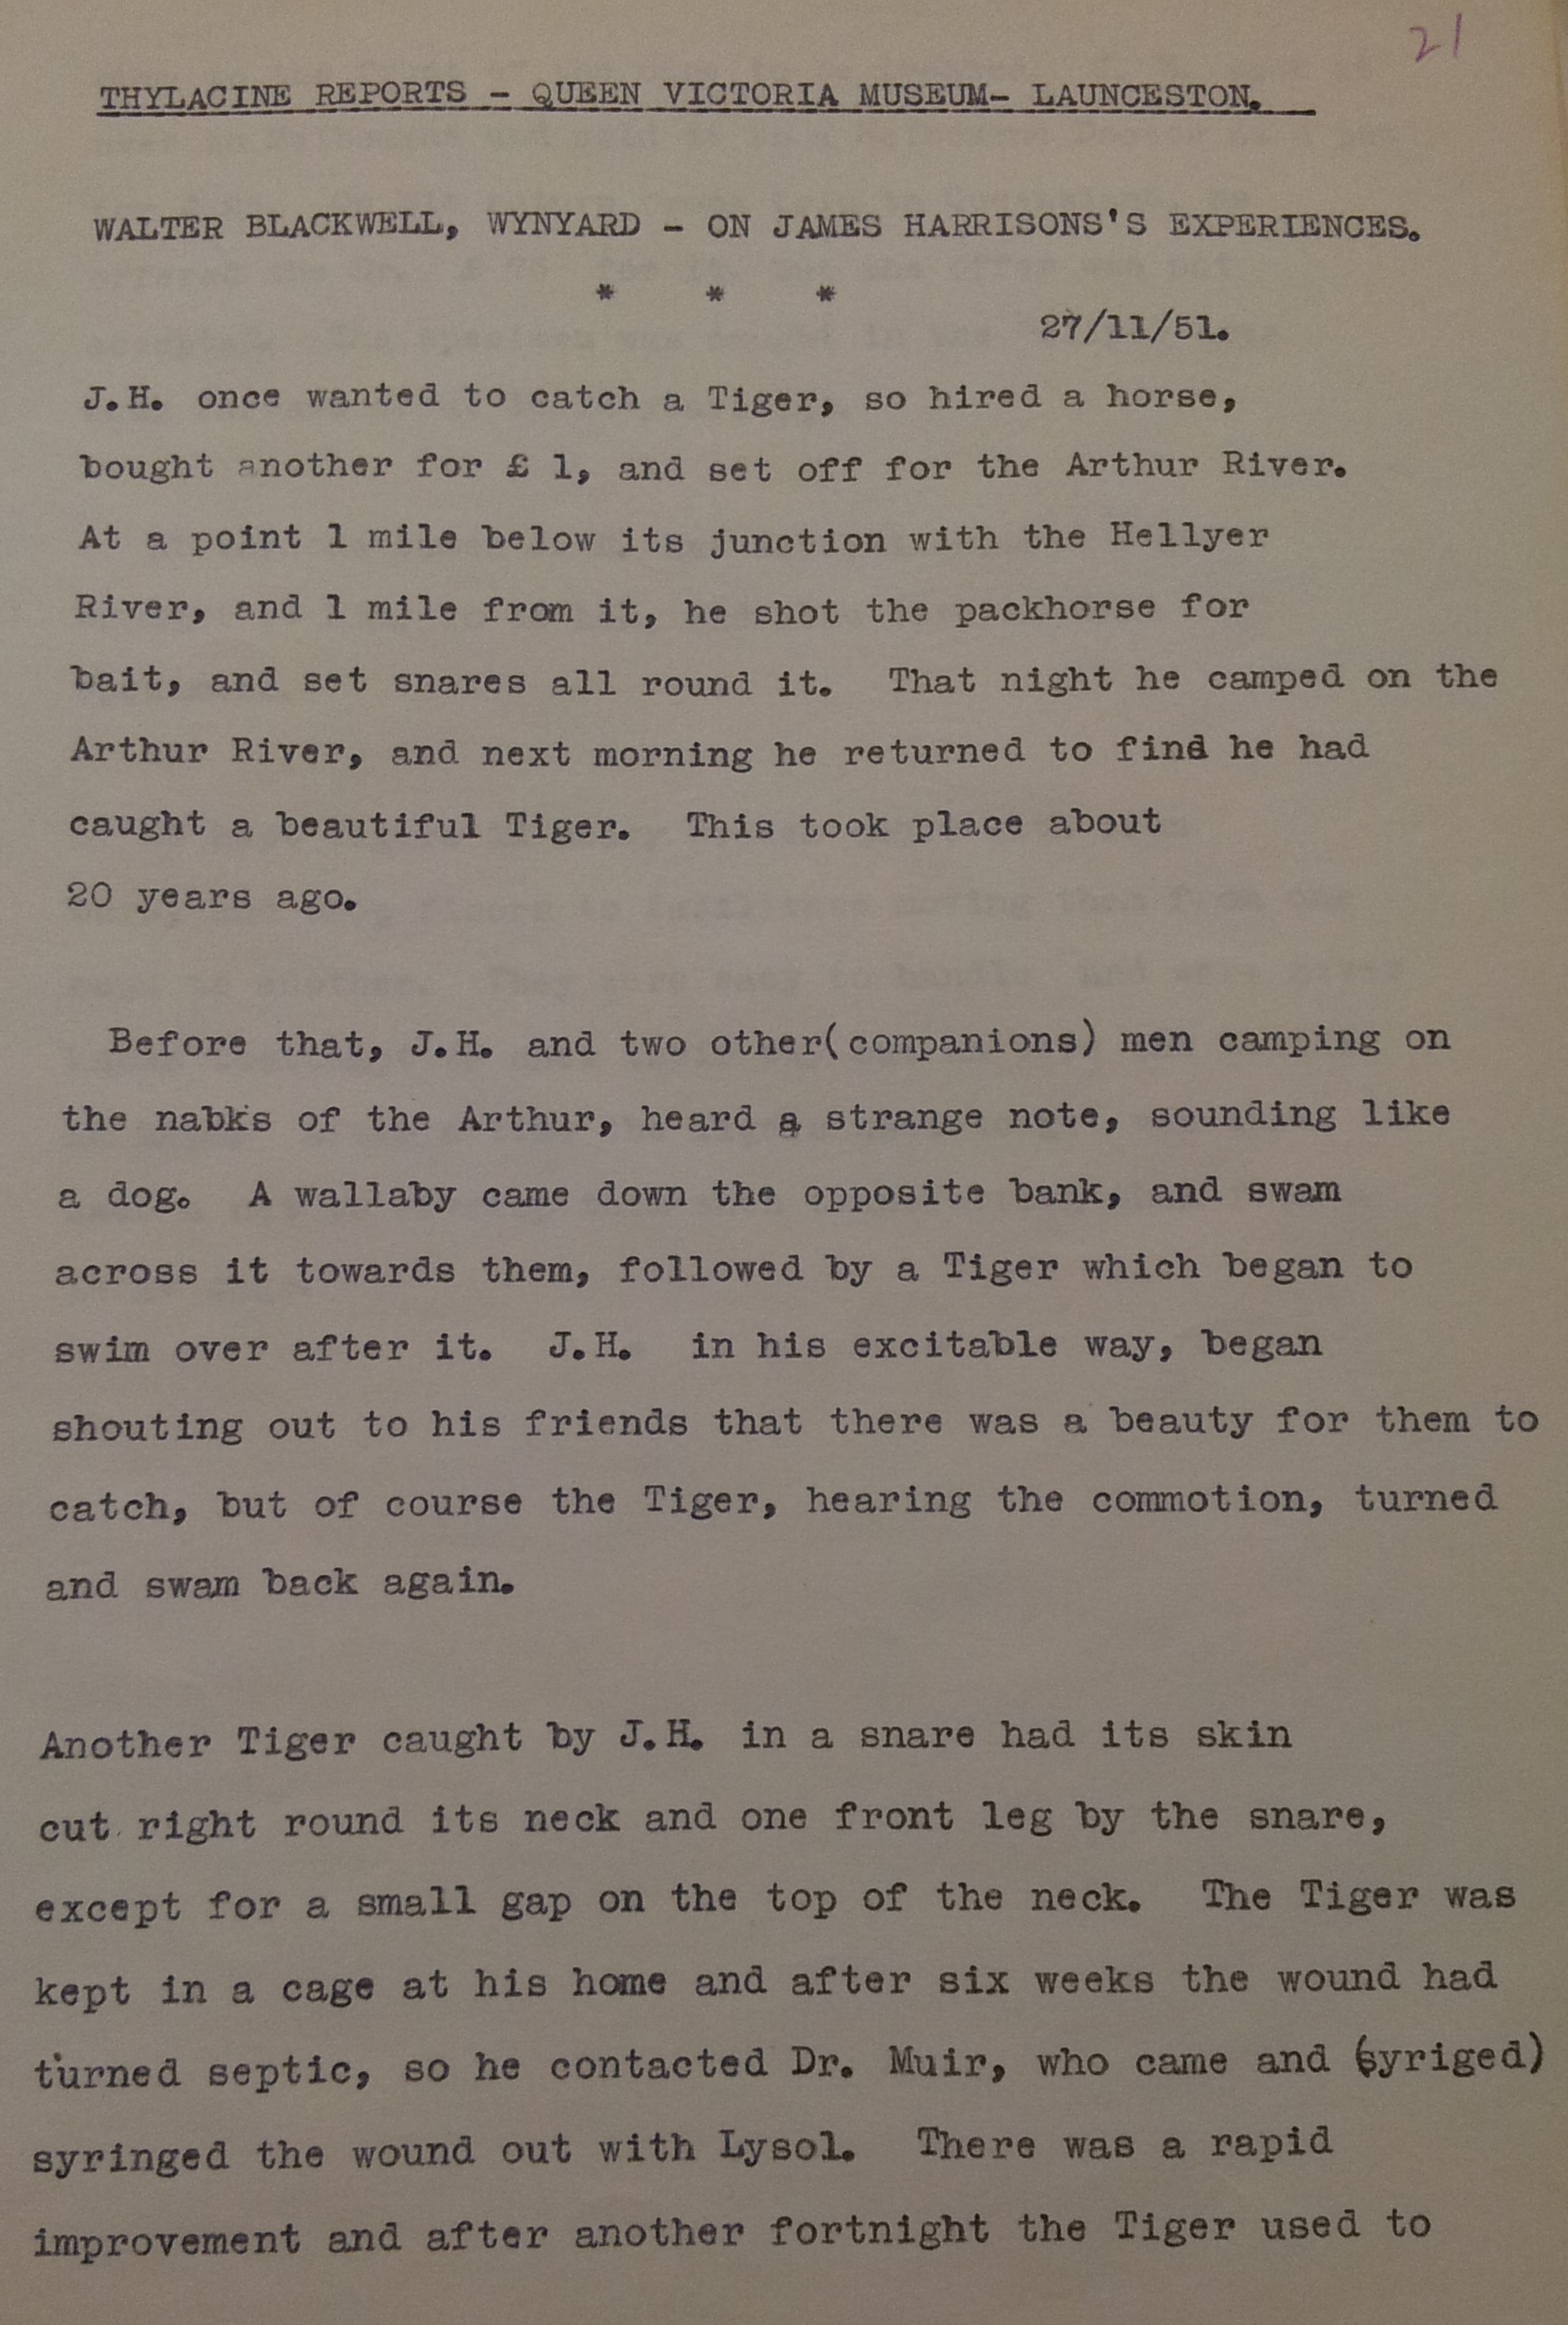 21
THYLACINE REPORTS - QUEEN VICTORIA MUSEUM- LAUNCESTON.
WALTER BLACKWELL, WYNYARD - ON JAMES HARRISONS'S EXPERIENCES.
* * *
27/11/51.
J.H. once wanted to catch a Tiger, so hired a horse,
bought another for £ 1, and set off for the Arthur River.
At a point 1 mile below its junction with the Hellyer
River, and 1 mile from it, he shot the packhorse for
bait, and set snares all round it. That night he camped on the
Arthur River, and next morning he returned to find he had
caught a beautiful Tiger. This took place about
20 years ago.
Before that, J.H. and two other(companions) men camping on
the nabks of the Arthur, heard a strange note, sounding like
a dog. A wallaby came down the opposite bank, and swam
across it towards them, followed by a Tiger which began to
swim over after it. J.H. in his excitable way, began
shouting out to his friends that there was a beauty for them to
catch, but of course the Tiger, hearing the commotion, turned
and swam back again.
Another Tiger caught by J.H. in a snare had its skin
cut right round its neck and one front leg by the snare,
except for a small gap on the top of the neck. The Tiger was
kept in a cage at his home and after six weeks the wound had
turned septic, so he contacted Dr. Muir, who came and (syriged)
syringed the wound out with Lysol. There was a rapid
improvement and after another fortnight the Tiger used to